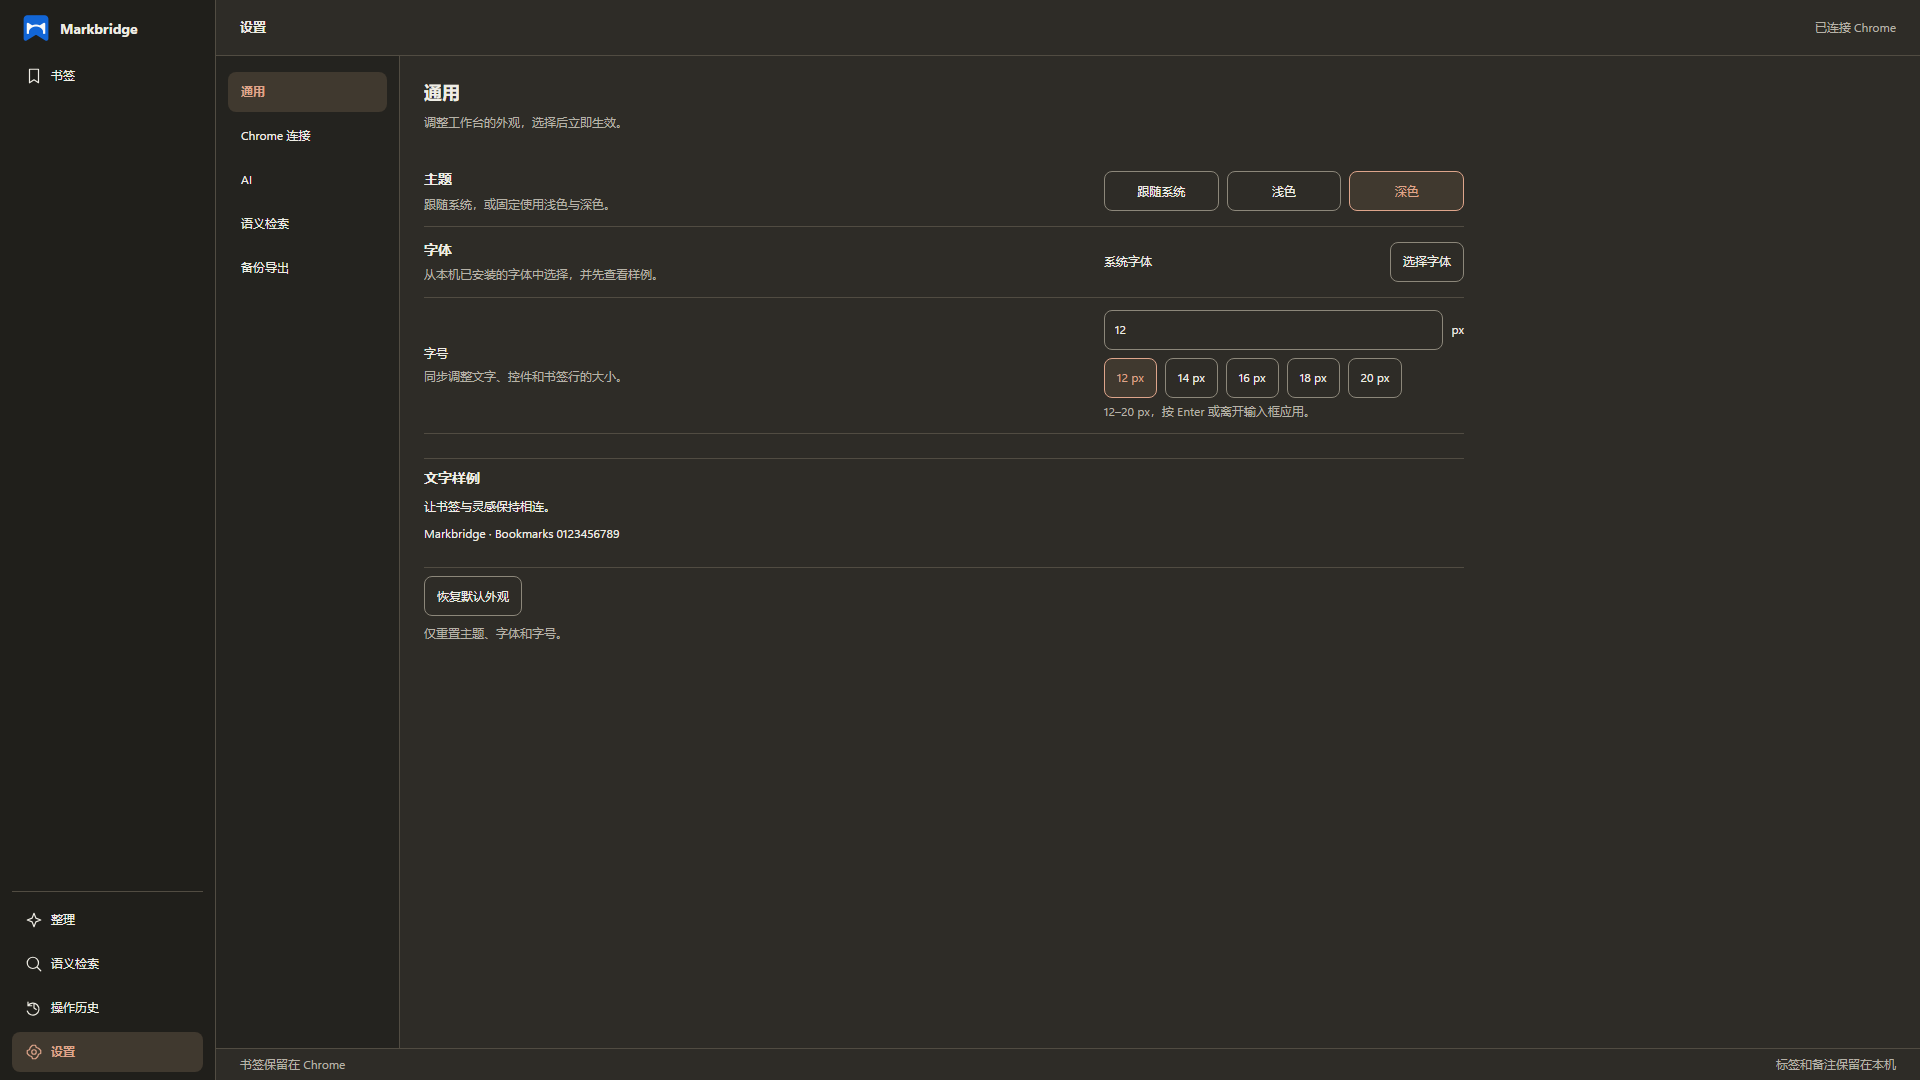 Markbridge
书签
整理
语义检索
操作历史
设置
设置
已连接 Chrome
通用
Chrome 连接
AI
语义检索
备份导出
通用
调整工作台的外观，选择后立即生效。
主题
跟随系统，或固定使用浅色与深色。
跟随系统
浅色
深色
字体
从本机已安装的字体中选择，并先查看样例。
系统字体
选择字体
字号
同步调整文字、控件和书签行的大小。
12
px
12 px
14 px
16 px
18 px
20 px
12–20 px，按 Enter 或离开输入框应用。
文字样例
让书签与灵感保持相连。
Markbridge · Bookmarks 0123456789
恢复默认外观
仅重置主题、字体和字号。
书签保留在 Chrome
标签和备注保留在本机